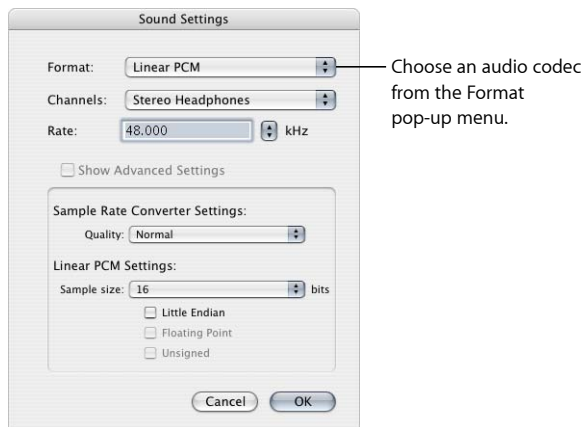 Sound Settings
Format: Linear PCM
Choose an audio codec
from the Format
pop-up menu.
Channels: Stereo Headphones
Rate: 48.000 kHz
Show Advanced Settings
Sample Rate Converter Settings:
Quality: Normal
Linear PCM Settings:
Sample size: 16 bits
Little Endian
Floating Point
Unsigned
Cancel OK